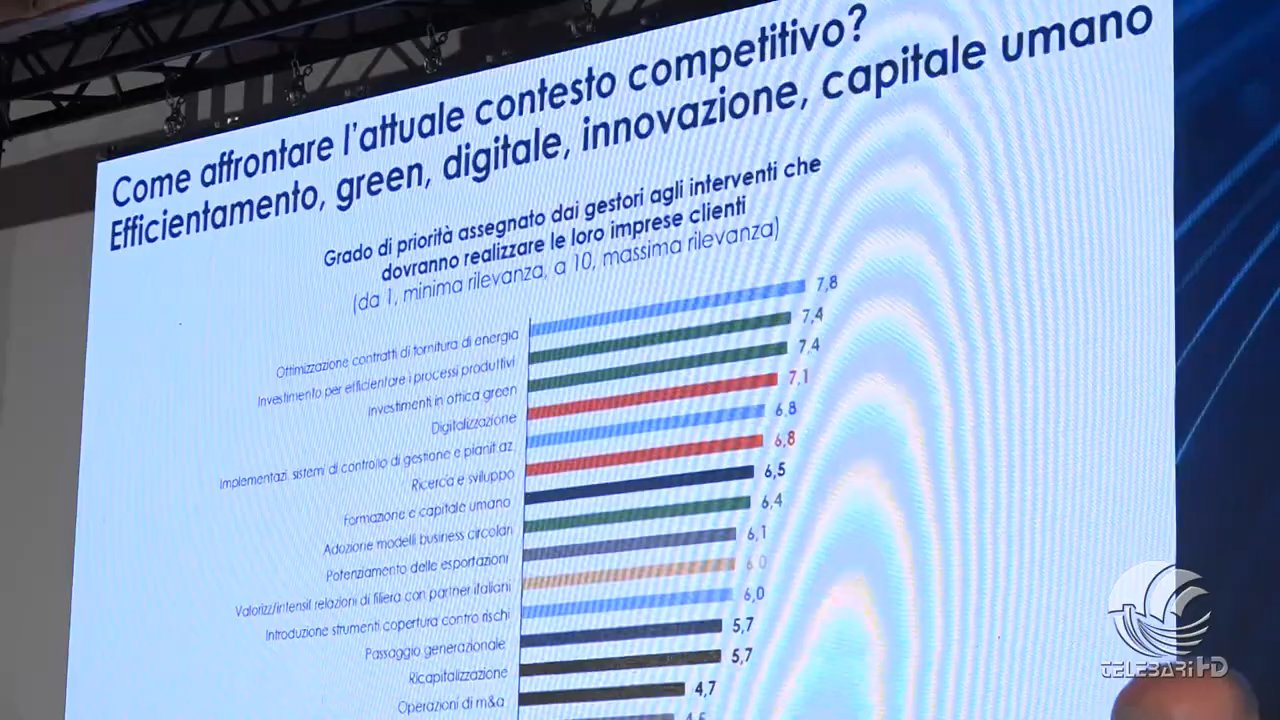 Come affrontare l'attuale contesto competitivo?
Efficientamento, green, digitale, innovazione, capitale umano
Grado di priorità assegnato dai gestori agli interventi che
dovranno realizzare le loro imprese clienti
(da 1, minima rilevanza, a 10, massima rilevanza)
Ottimizzazione contratti di fornitura di energia 7,8
Investimento per efficientare i processi produttivi 7,4
Investimenti in ottica green 7,4
Digitalizzazione 7,1
Implementazi. sistemi di controllo di gestione e pianif.az. 6,8
Ricerca e sviluppo 6,8
Formazione e capitale umano 6,5
Adozione modelli business circolari 6,4
Potenziamento delle esportazioni 6,1
Valorizz/intensif relazioni di filiera con partner italiani 6,0
Introduzione strumenti copertura contro rischi 6,0
Passaggio generazionale 5,7
Ricapitalizzazione 5,7
Operazioni di m&a 4,7
TELEBARI HD